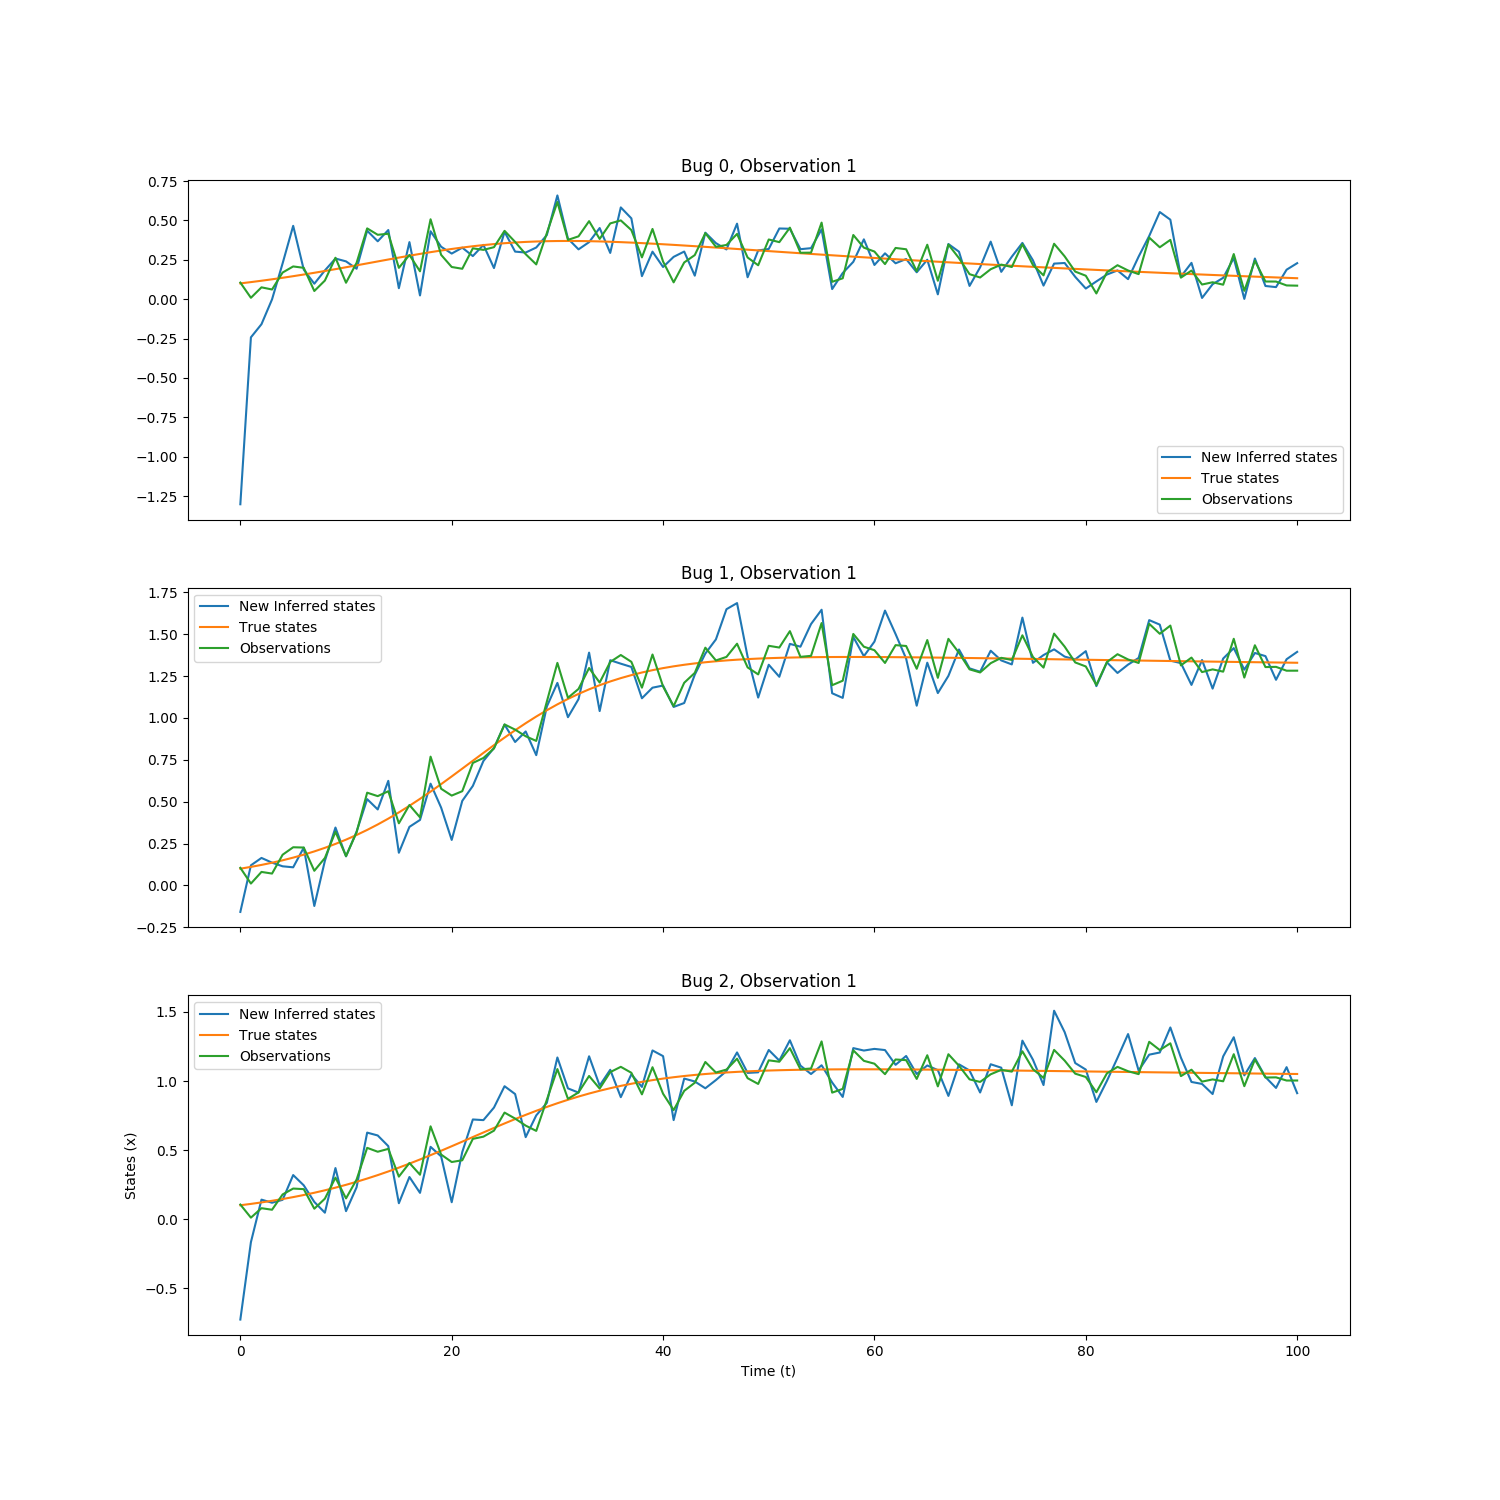 Bug 0, Observation 1
0.75
0.50
0.25
0.00
−0.25
−0.50
−0.75
−1.00
−1.25
New Inferred states
True states
Observations
Bug 1, Observation 1
1.75
1.50
1.25
1.00
0.75
0.50
0.25
0.00
−0.25
New Inferred states
True states
Observations
Bug 2, Observation 1
1.5
1.0
0.5
0.0
−0.5
States (x)
New Inferred states
True states
Observations
0 20 40 60 80 100
Time (t)